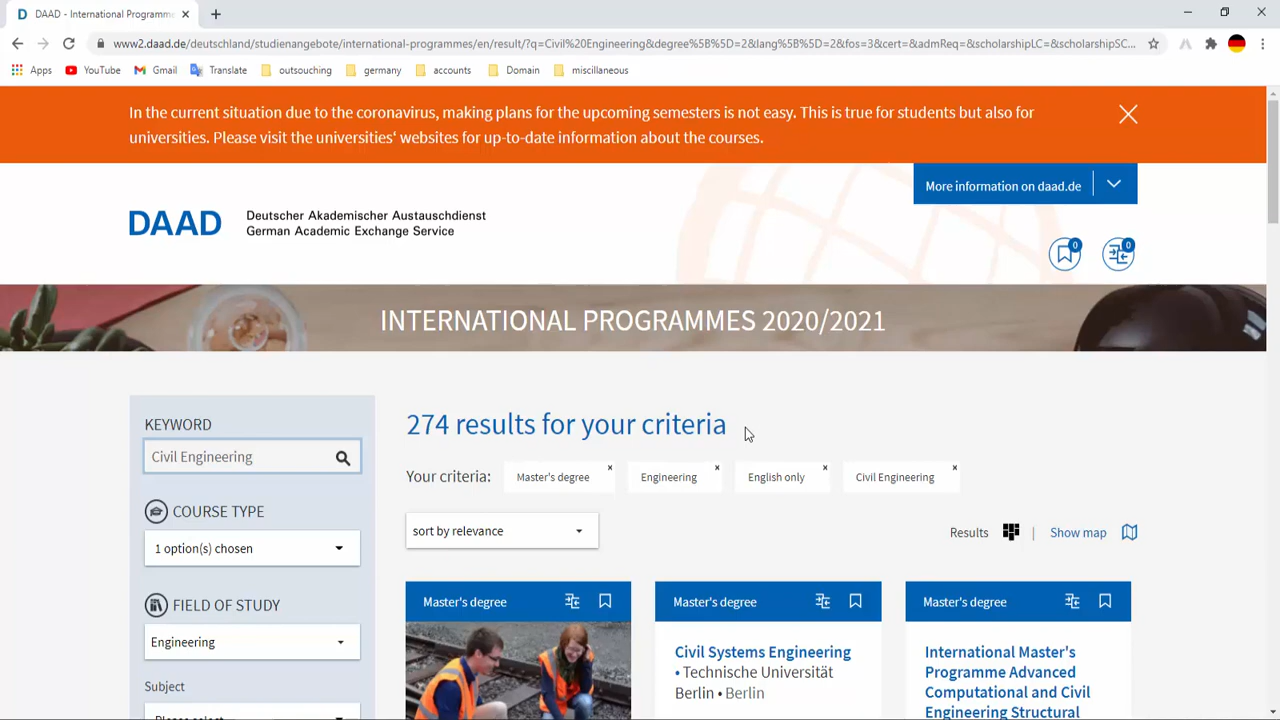 DAAD - International Programme
www2.daad.de/deutschland/studienangebote/international-programmes/en/result/?q=Civil%20Engineering&degree%5B%5D=2&lang%5B%5D=2&fos=3&cert=&admReq=&scholarshipLC=&scholarshipSC...
Apps YouTube Gmail Translate outsouching germany accounts Domain miscallaneous
In the current situation due to the coronavirus, making plans for the upcoming semesters is not easy. This is true for students but also for
universities. Please visit the universities' websites for up-to-date information about the courses.
More information on daad.de
DAAD
Deutscher Akademischer Austauschdienst
German Academic Exchange Service
0 0
INTERNATIONAL PROGRAMMES 2020/2021
KEYWORD
Civil Engineering
COURSE TYPE
1 option(s) chosen
FIELD OF STUDY
Engineering
Subject
Please select
274 results for your criteria
Your criteria: Master's degree x Engineering x English only x Civil Engineering x
sort by relevance
Results | Show map
Master's degree
Master's degree
Civil Systems Engineering
• Technische Universität
Berlin • Berlin
Master's degree
International Master's
Programme Advanced
Computational and Civil
Engineering Structural